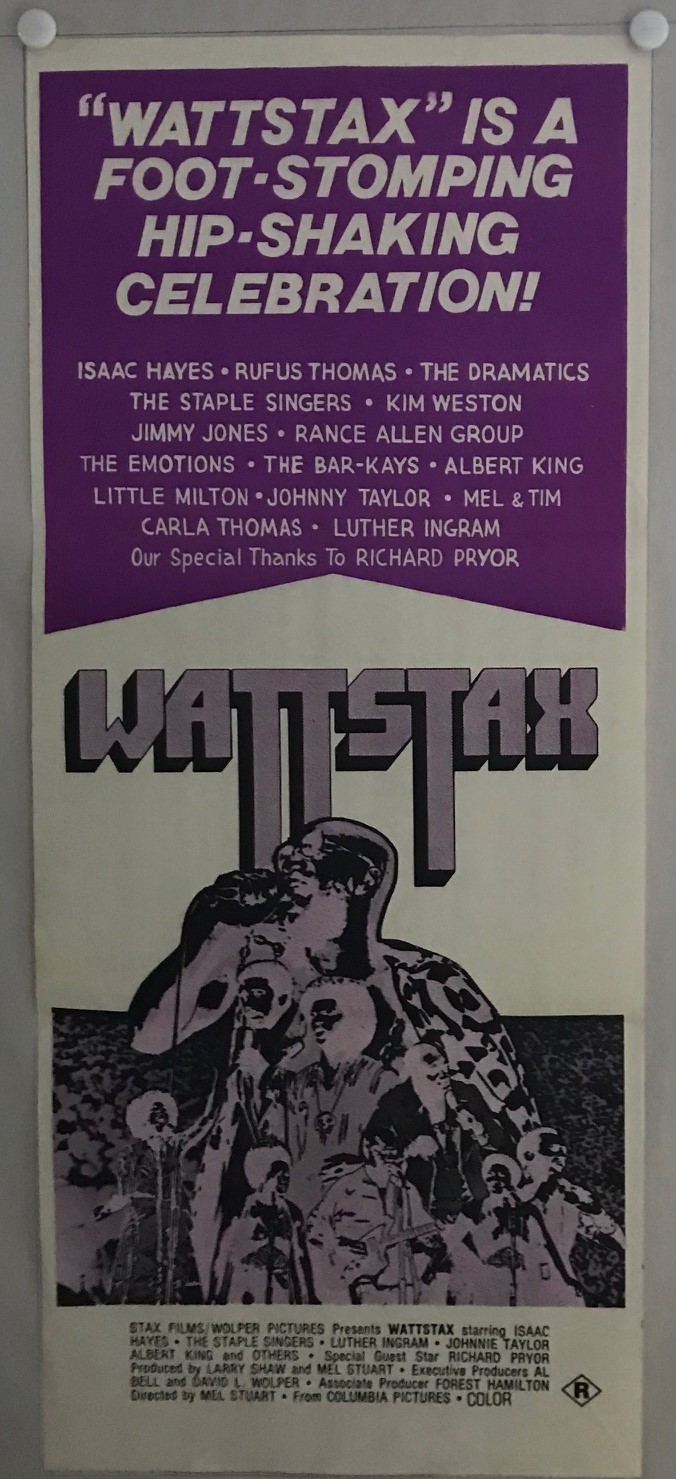 "WATTSTAX" IS A
FOOT-STOMPING
HIP-SHAKING
CELEBRATION!
ISAAC HAYES • RUFUS THOMAS • THE DRAMATICS
THE STAPLE SINGERS • KIM WESTON
JIMMY JONES • RANCE ALLEN GROUP
THE EMOTIONS • THE BAR-KAYS • ALBERT KING
LITTLE MILTON • JOHNNY TAYLOR • MEL & TIM
CARLA THOMAS • LUTHER INGRAM
Our Special Thanks To RICHARD PRYOR
WATTSTAX
STAX FILMS/WOLPER PICTURES Presents WATTSTAX starring ISAAC
HAYES • THE STAPLE SINGERS • LUTHER INGRAM • JOHNNIE TAYLOR
ALBERT KING and OTHERS • Special Guest Star RICHARD PRYOR
Produced by LARRY SHAW and MEL STUART • Executive Producers AL
BELL and DAVID L. WOLPER • Associate Producer FOREST HAMILTON
Directed by MEL STUART • From COLUMBIA PICTURES • COLOR
R